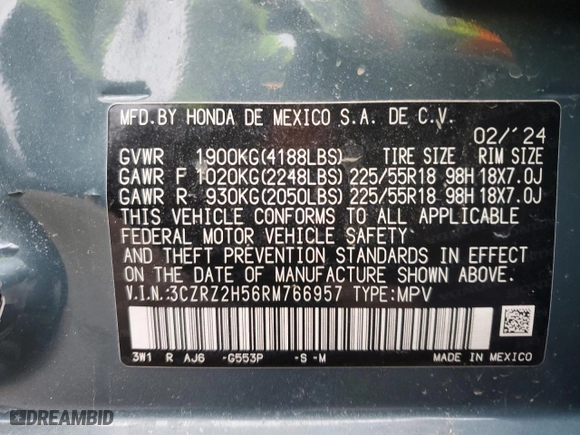 MFD.BY HONDA DE MEXICO S.A. DE C.V.
02/'24
GVWR 1900KG(4188LBS) TIRE SIZE RIM SIZE
GAWR F 1020KG(2248LBS) 225/55R18 98H 18X7.0J
GAWR R 930KG(2050LBS) 225/55R18 98H 18X7.0J
THIS VEHICLE CONFORMS TO ALL APPLICABLE
FEDERAL MOTOR VEHICLE SAFETY
AND THEFT PREVENTION STANDARDS IN EFFECT
ON THE DATE OF MANUFACTURE SHOWN ABOVE.
V.I.N.:3CZRZ2H56RM766957 TYPE:MPV
3W1 R AJ6 -G553P -S -M
MADE IN MEXICO
DREAMBID